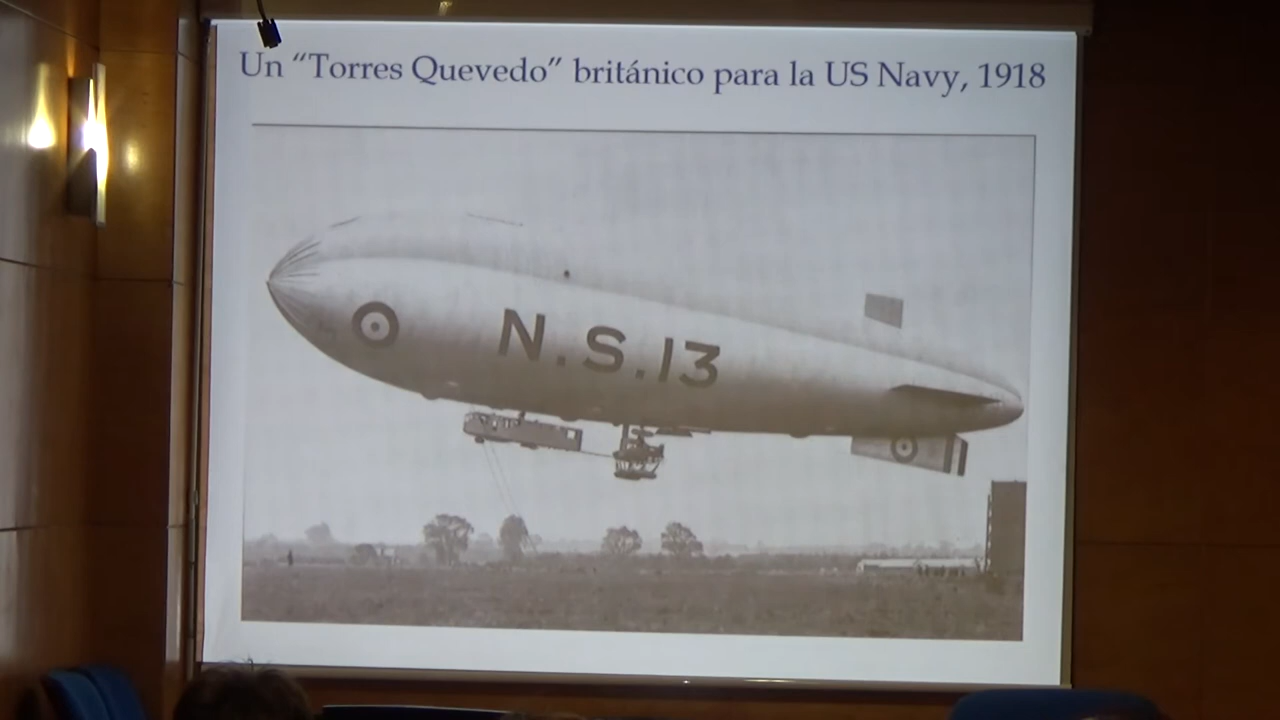 Un “Torres Quevedo” británico para la US Navy, 1918
N.S.13